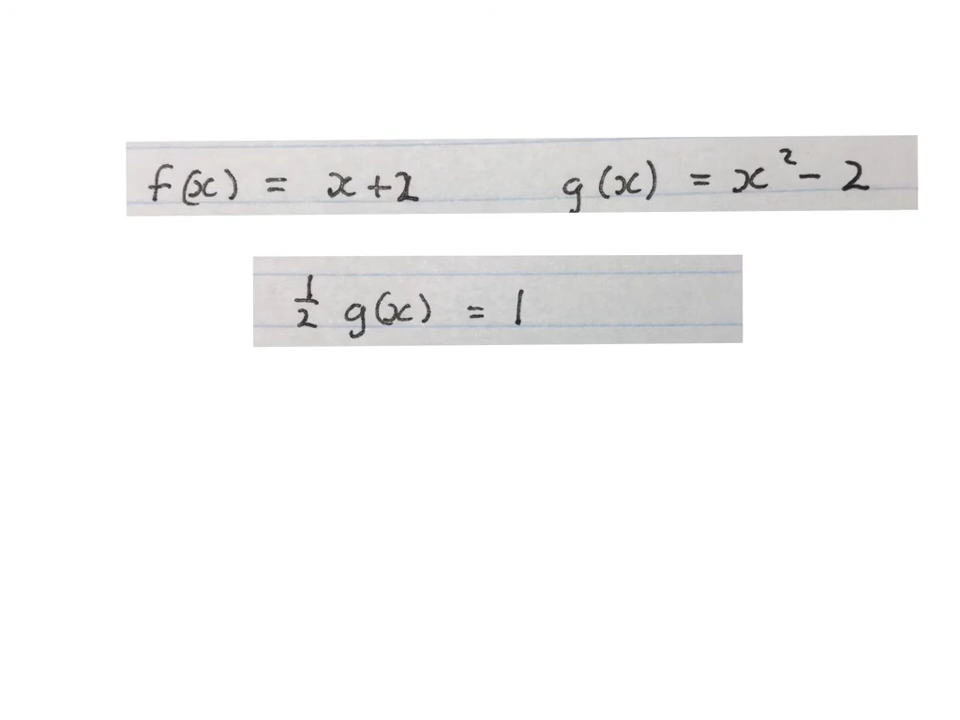 f(x) = x+2 g(x) = x² - 2
½ g(x) = 1